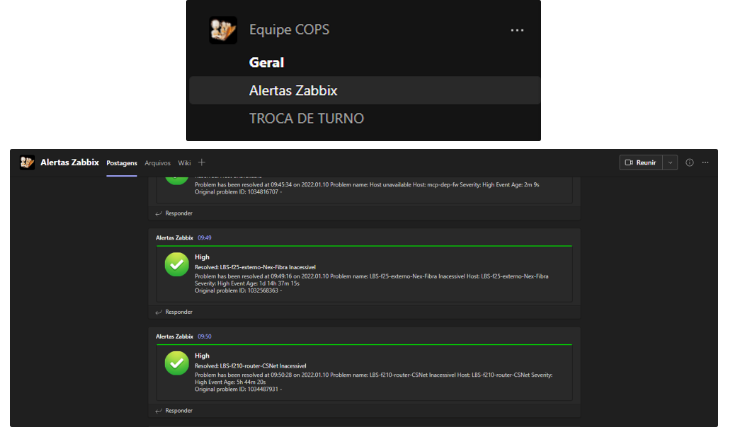 Equipe COPS
Geral
Alertas Zabbix
TROCA DE TURNO
Alertas Zabbix Postagens Arquivos Wiki
Reunir
Problem has been resolved at 09:45:34 on 2022.01.10 Problem name: Host unavailable Host: mcp-dep-fw Severity: High Event Age: 2m 9s
Original problem ID: 1034816707 -
Responder
Alertas Zabbix 09:49
High
Resolved: LBS-f25-externo-Nex-Fibra Inacessivel
Problem has been resolved at 09:49:16 on 2022.01.10 Problem name: LBS-f25-externo-Nex-Fibra Inacessivel Host: LBS-f25-externo-Nex-Fibra
Severity: High Event Age: 1d 14h 37m 15s
Original problem ID: 1032568363 -
Responder
Alertas Zabbix 09:50
High
Resolved: LBS-f210-router-CSNet Inacessivel
Problem has been resolved at 09:50:28 on 2022.01.10 Problem name: LBS-f210-router-CSNet Inacessivel Host: LBS-f210-router-CSNet Severity:
High Event Age: 5h 44m 20s
Original problem ID: 1034487931 -
Responder